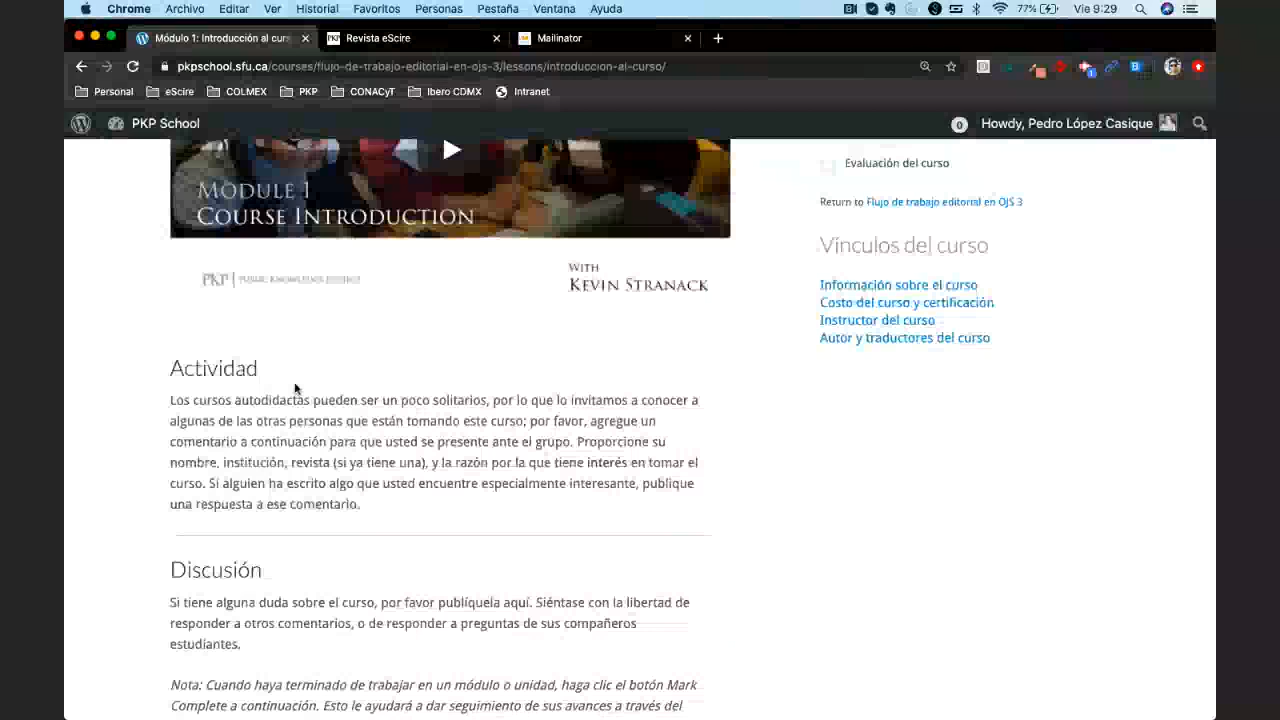 Chrome Archivo Editar Ver Historial Favoritos Personas Pestaña Ventana Ayuda 77% Vie 9:29
Módulo 1: Introducción al curs Revista eScire Mailinator
pkpschool.sfu.ca/courses/flujo-de-trabajo-editorial-en-ojs-3/lessons/introduccion-al-curso/
Personal eScire COLMEX PKP CONACyT Ibero CDMX Intranet
PKP School 0 Howdy, Pedro López Casique
MODULE 1
COURSE INTRODUCTION
PKP | PUBLIC KNOWLEDGE PROJECT
WITH
KEVIN STRANACK
Actividad
Los cursos autodidactas pueden ser un poco solitarios, por lo que lo invitamos a conocer a
algunas de las otras personas que están tomando este curso; por favor, agregue un
comentario a continuación para que usted se presente ante el grupo. Proporcione su
nombre, institución, revista (si ya tiene una), y la razón por la que tiene interés en tomar el
curso. Si alguien ha escrito algo que usted encuentre especialmente interesante, publique
una respuesta a ese comentario.
Discusión
Si tiene alguna duda sobre el curso, por favor publíquela aquí. Siéntase con la libertad de
responder a otros comentarios, o de responder a preguntas de sus compañeros
estudiantes.
Nota: Cuando haya terminado de trabajar en un módulo o unidad, haga clic el botón Mark
Complete a continuación. Esto le ayudará a dar seguimiento de sus avances a través del
Evaluación del curso
Return to Flujo de trabajo editorial en OJS 3
Vínculos del curso
Información sobre el curso
Costo del curso y certificación
Instructor del curso
Autor y traductores del curso